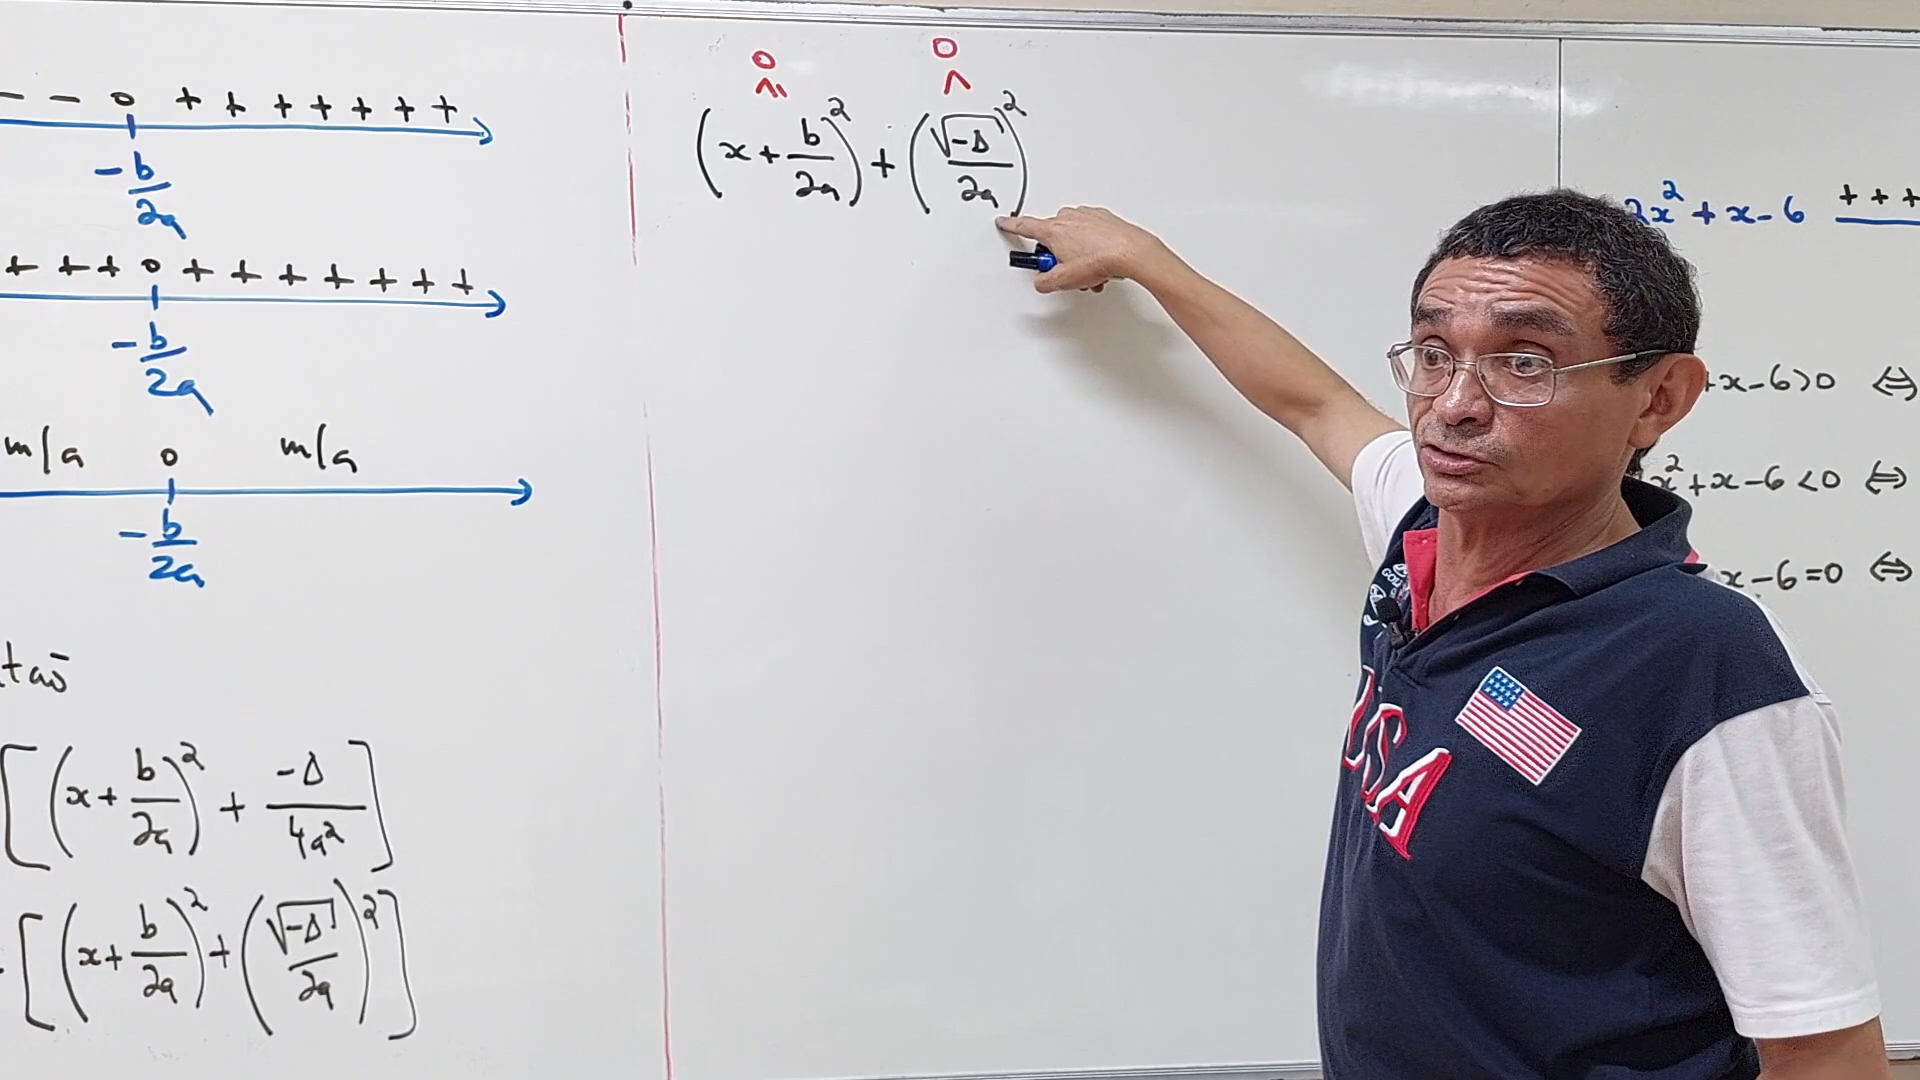 - - 0 + + + + + + +
-b/2a
+ + + 0 + + + + + + +
-b/2a
m/a 0 m/a
-b/2a
taõ
[(x+b/2a)² + -Δ/4a²]
[(x+b/2a)² + (√-Δ/2a)²]
0 0
(x+b/2a)² + (√-Δ/2a)²
2x²+x-6 + + +
+x-6>0 ⇔
x²+x-6<0 ⇔
x-6=0 ⇔
USA